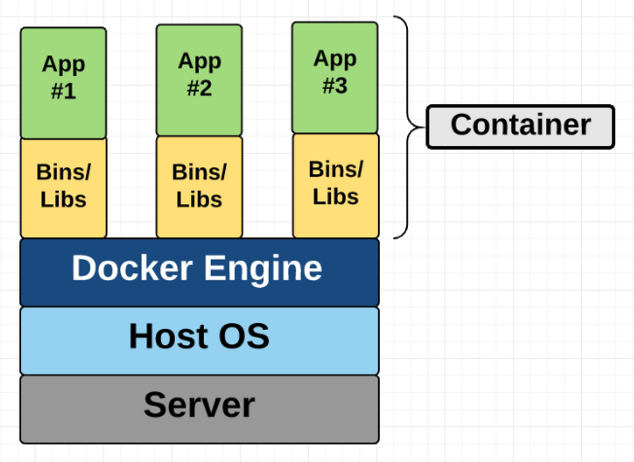 App
#1
App
#2
App
#3
Container
Bins/
Libs
Bins/
Libs
Bins/
Libs
Docker Engine
Host OS
Server